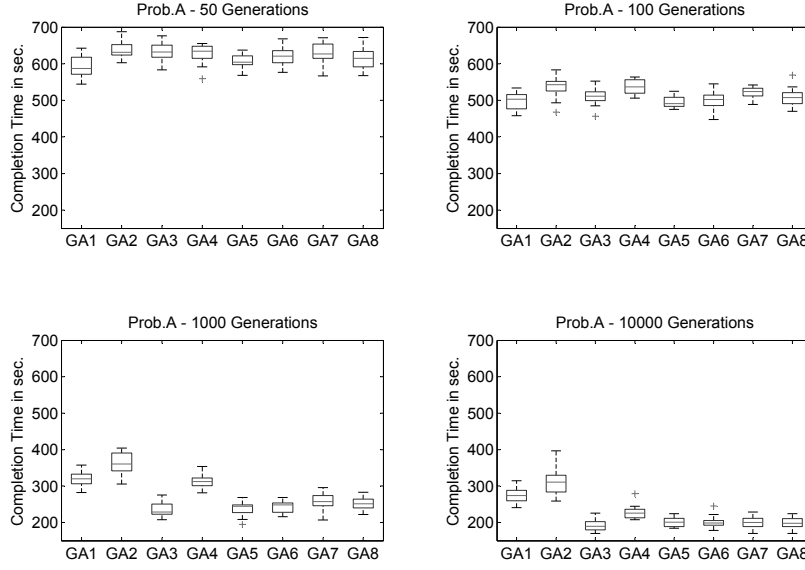 Prob.A - 50 Generations
700
600
500
400
300
200
Completion Time in sec.
GA1 GA2 GA3 GA4 GA5 GA6 GA7 GA8
Prob.A - 100 Generations
700
600
500
400
300
200
Completion Time in sec.
GA1 GA2 GA3 GA4 GA5 GA6 GA7 GA8
Prob.A - 1000 Generations
700
600
500
400
300
200
Completion Time in sec.
GA1 GA2 GA3 GA4 GA5 GA6 GA7 GA8
Prob.A - 10000 Generations
700
600
500
400
300
200
Completion Time in sec.
GA1 GA2 GA3 GA4 GA5 GA6 GA7 GA8